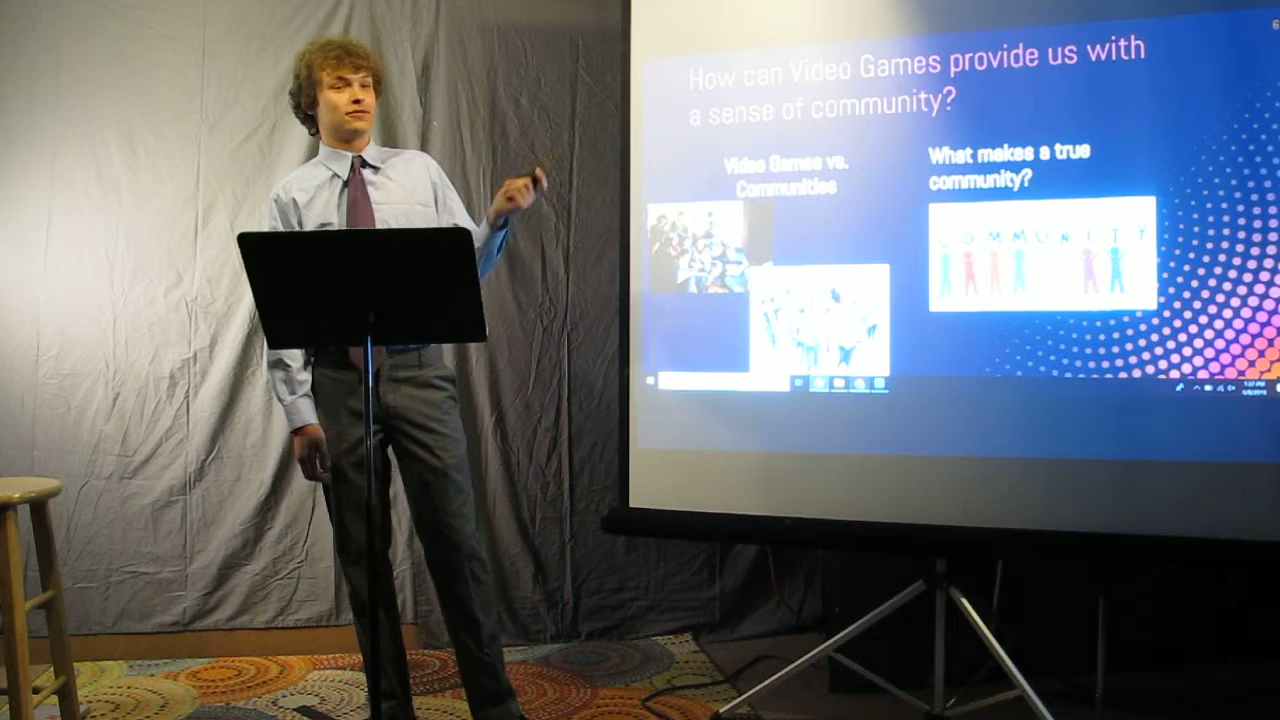 How can Video Games provide us with
a sense of community?
Video Games vs.
Communities
What makes a true
community?
COMMUNITY